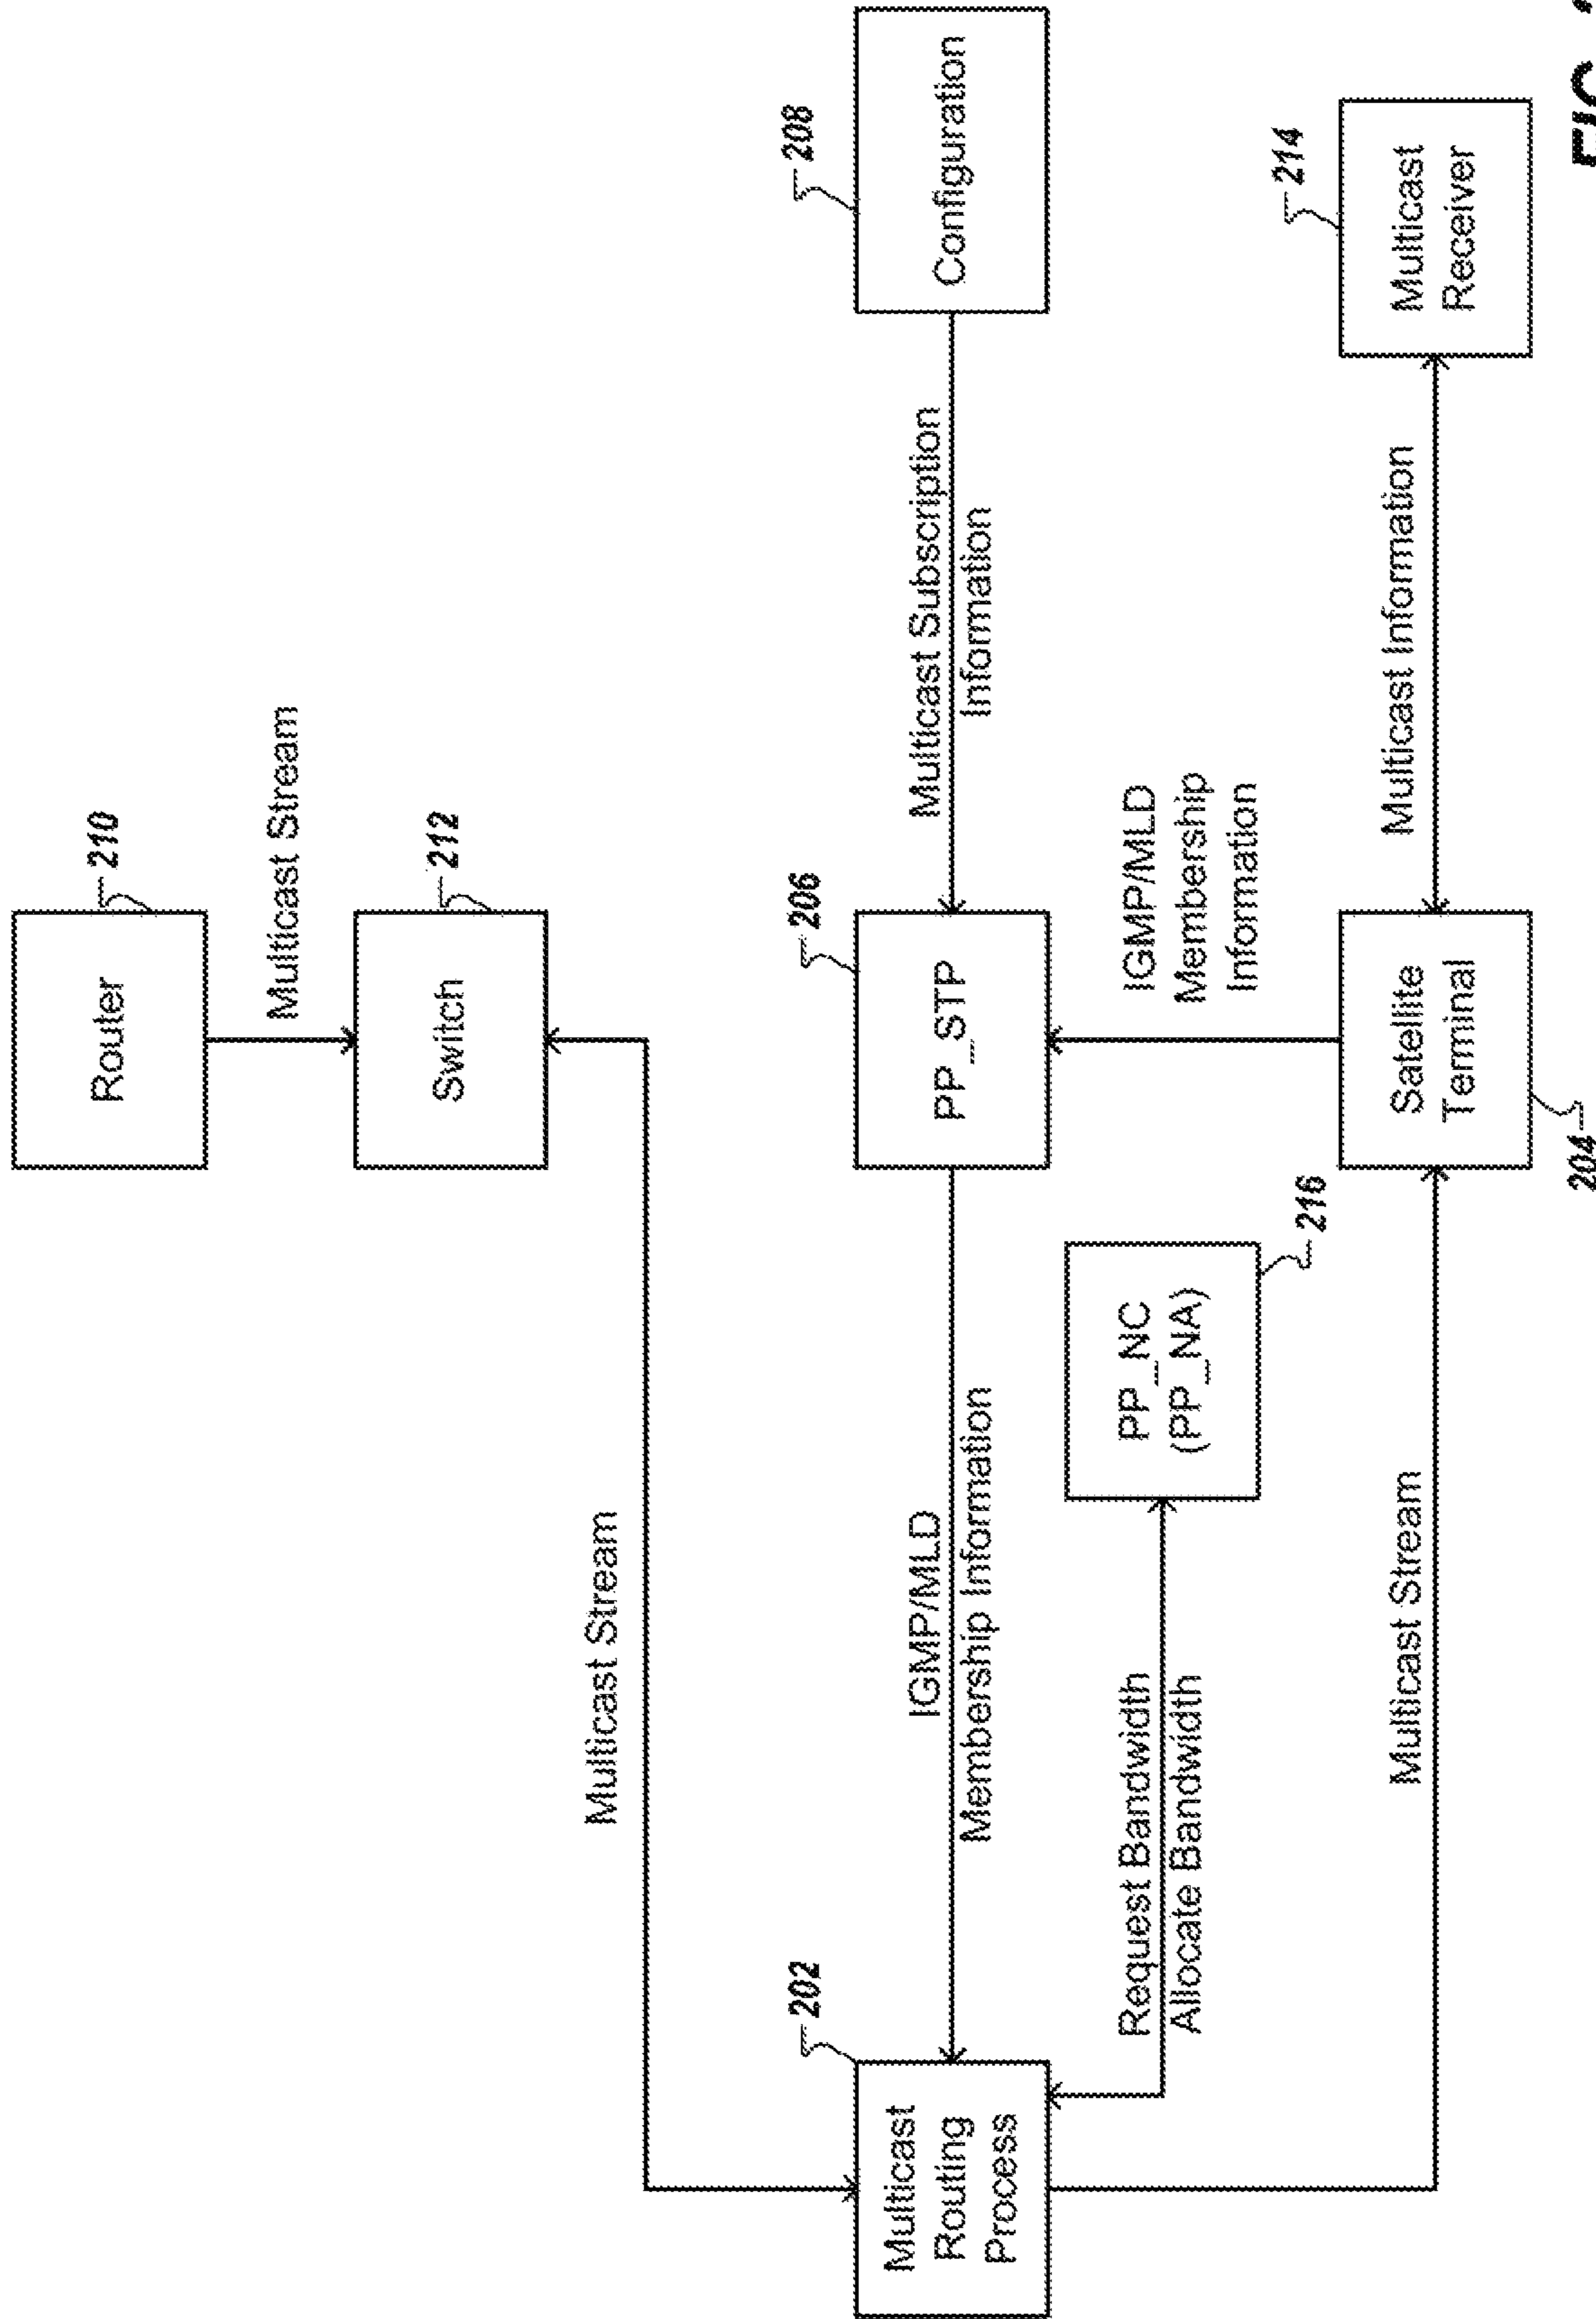 Router
210
Multicast Stream
Switch
212
Multicast Stream
Multicast
Routing
Process
202
IGMP/MLD
Membership Information
PP_STP
206
Multicast Subscription
Information
Configuration
208
Request Bandwidth
Allocate Bandwidth
PP_NC
(PP_NA)
216
IGMP/MLD
Membership
Information
Multicast Stream
Satellite
Terminal
204
Multicast Information
Multicast
Receiver
214
FIG.